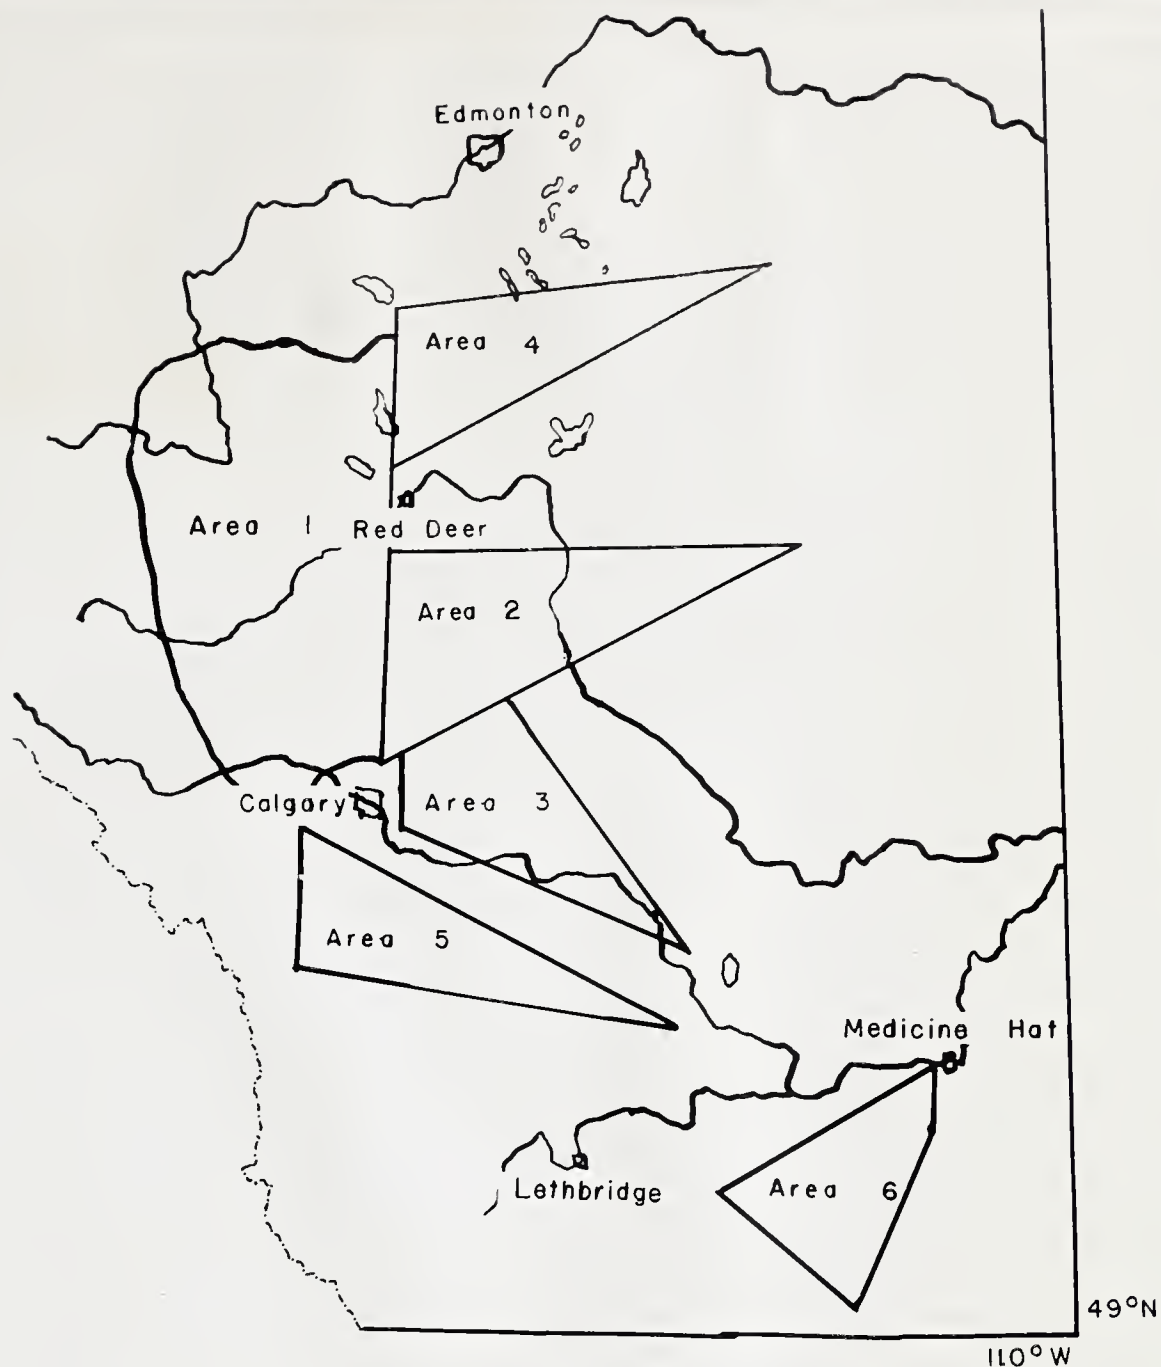 Edmonton
Area 4
Area 1
Red Deer
Area 2
Calgary
Area 3
Area 5
Medicine Hat
Lethbridge
Area 6
49°N
110°W